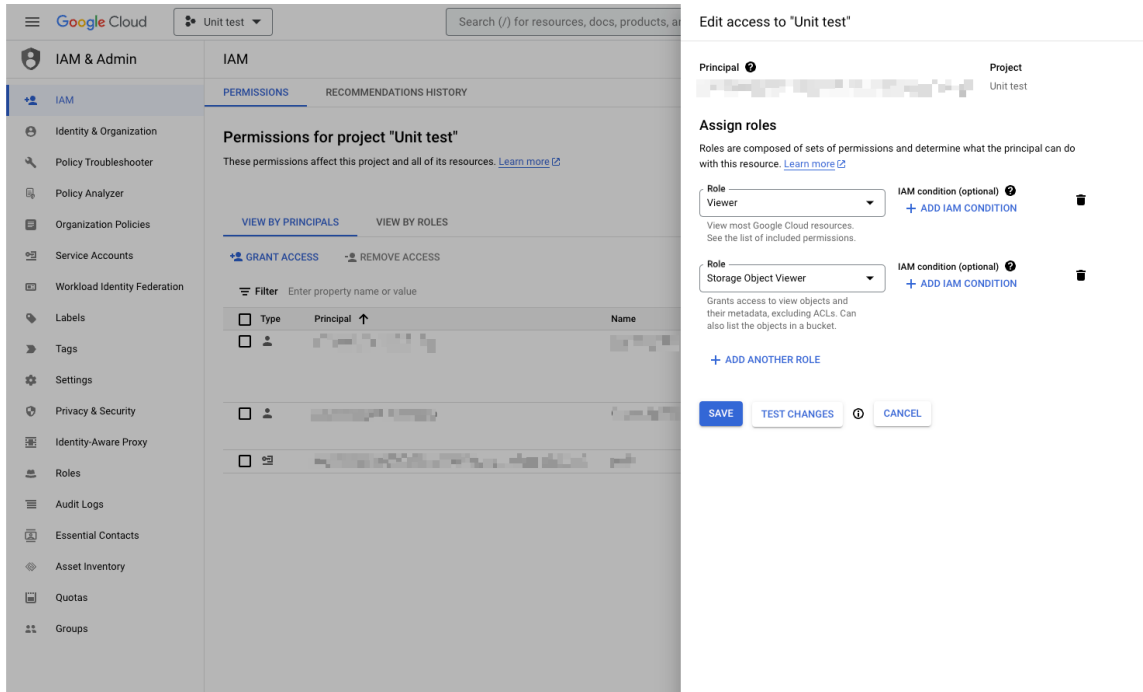 Google Cloud
Unit test
Search (/) for resources, docs, products,
IAM & Admin
IAM
Identity & Organization
Policy Troubleshooter
Policy Analyzer
Organization Policies
Service Accounts
Workload Identity Federation
Labels
Tags
Settings
Privacy & Security
Identity-Aware Proxy
Roles
Audit Logs
Essential Contacts
Asset Inventory
Quotas
Groups
IAM
PERMISSIONS RECOMMENDATIONS HISTORY
Permissions for project "Unit test"
These permissions affect this project and all of its resources. Learn more
VIEW BY PRINCIPALS VIEW BY ROLES
GRANT ACCESS REMOVE ACCESS
Filter Enter property name or value
Type Principal Name
Edit access to "Unit test"
Principal Project
Unit test
Assign roles
Roles are composed of sets of permissions and determine what the principal can do
with this resource. Learn more
Role
Viewer
IAM condition (optional)
+ ADD IAM CONDITION
View most Google Cloud resources.
See the list of included permissions.
Role
Storage Object Viewer
IAM condition (optional)
+ ADD IAM CONDITION
Grants access to view objects and
their metadata, excluding ACLs. Can
also list the objects in a bucket.
+ ADD ANOTHER ROLE
SAVE TEST CHANGES CANCEL